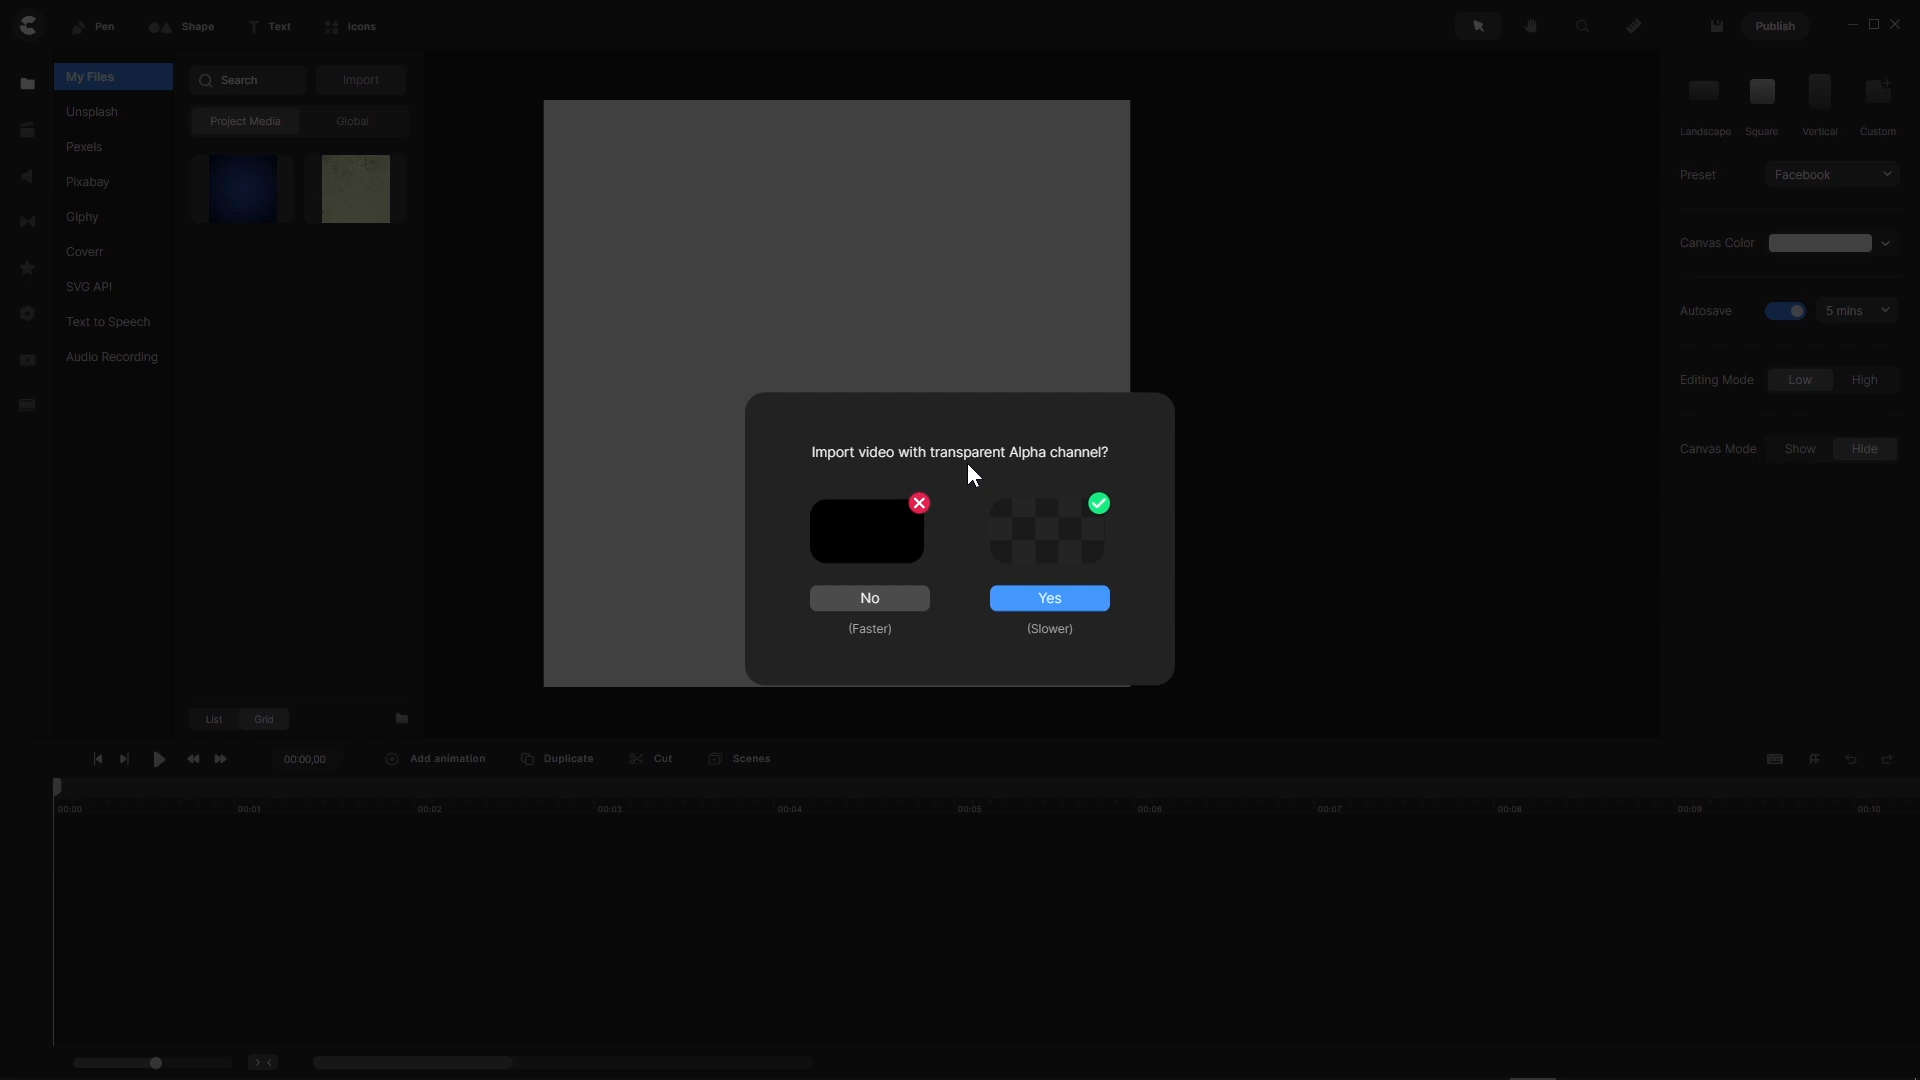 Pen
Shape
Text
Icons
Publish
My Files
Unsplash
Pexels
Pixabay
Giphy
Coverr
SVG API
Text to Speech
Audio Recording
Search
Import
Project Media
Global
List
Grid
Landscape
Square
Vertical
Custom
Preset
Facebook
Canvas Color
Autosave
5 mins
Editing Mode
Low
High
Canvas Mode
Show
Hide
Import video with transparent Alpha channel?
No
Yes
(Faster)
(Slower)
00:00,00
Add animation
Duplicate
Cut
Scenes
00:00
00:01
00:02
00:03
00:04
00:05
00:06
00:07
00:08
00:09
00:10